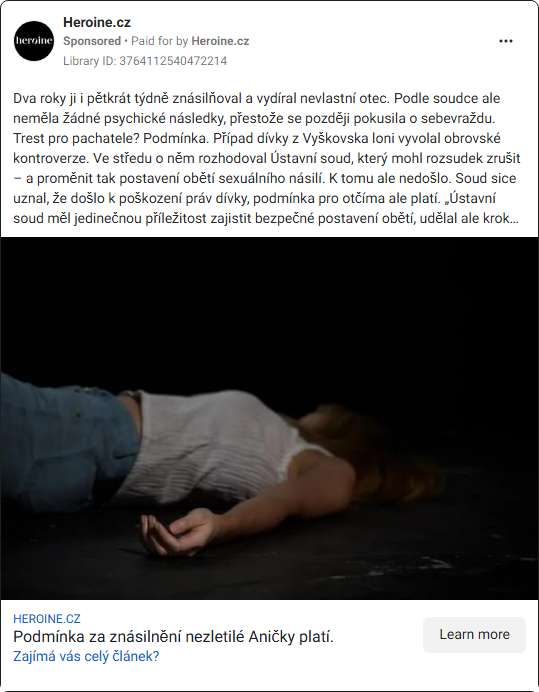 heroine
Heroine.cz
Sponsored • Paid for by Heroine.cz
Library ID: 3764112540472214
Dva roky ji i pětkrát týdně znásilňoval a vydíral nevlastní otec. Podle soudce ale
neměla žádné psychické následky, přestože se později pokusila o sebevraždu.
Trest pro pachatele? Podmínka. Případ dívky z Vyškovska loni vyvolal obrovské
kontroverze. Ve středu o něm rozhodoval Ústavní soud, který mohl rozsudek zrušit
– a proměnit tak postavení obětí sexuálního násilí. K tomu ale nedošlo. Soud sice
uznal, že došlo k poškození práv dívky, podmínka pro otčíma ale platí. „Ústavní
soud měl jedinečnou příležitost zajistit bezpečné postavení obětí, udělal ale krok…
HEROINE.CZ
Podmínka za znásilnění nezletilé Aničky platí.
Zajímá vás celý článek?
Learn more